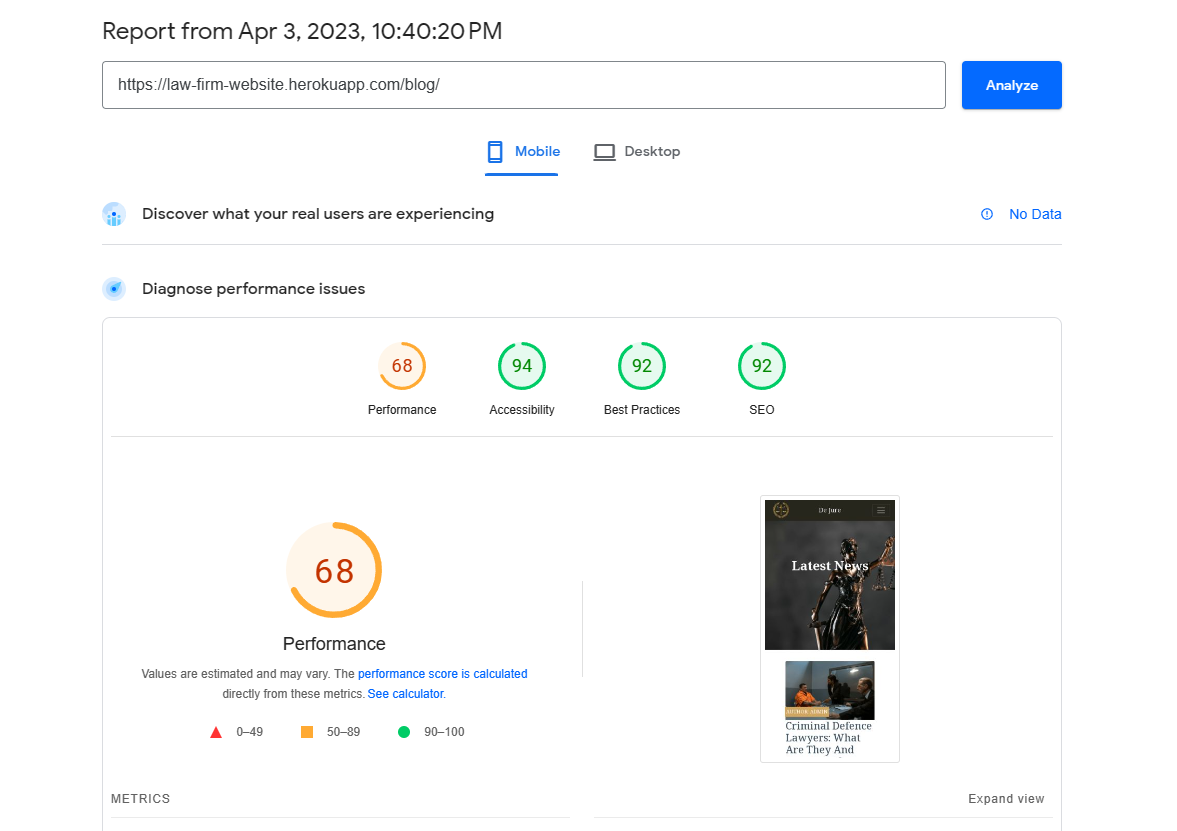 Report from Apr 3, 2023, 10:40:20 PM
https://law-firm-website.herokuapp.com/blog/
Analyze
Mobile
Desktop
Discover what your real users are experiencing
No Data
Diagnose performance issues
68
94
92
92
Performance
Accessibility
Best Practices
SEO
68
Performance
Values are estimated and may vary. The performance score is calculated
directly from these metrics. See calculator.
0–49
50–89
90–100
De Jure
Latest News
AUTHOR: ADMIN
Criminal Defence
Lawyers: What
Are They And
METRICS
Expand view